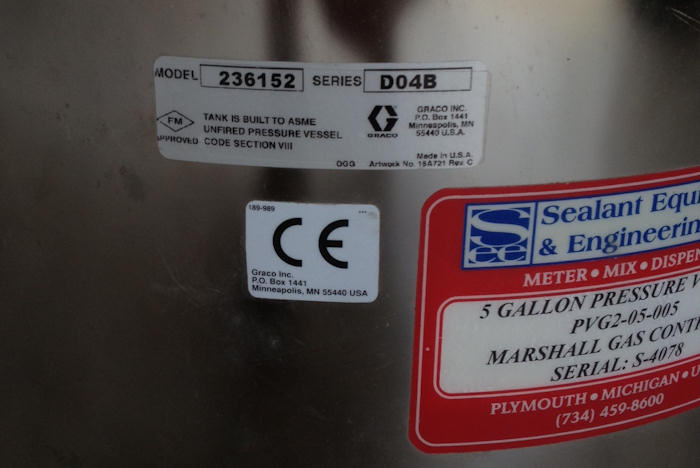 MODEL 236152 SERIES D04B
FM
APPROVED
TANK IS BUILT TO ASME
UNFIRED PRESSURE VESSEL
CODE SECTION VIII
GRACO
GRACO INC.
P.O. Box 1441
Minneapolis, MN
55440 U.S.A.
Made in U.S.A.
DGG Artwork No. 15A721 Rev. C
189-989
CE
Graco Inc.
P.O. Box 1441
Minneapolis, MN 55440 USA
See
Sealant Equi
& Engineerin
METER • MIX • DISPEN
5 GALLON PRESSURE V
PVG2-05-005
MARSHALL GAS CONT
SERIAL: S-4078
PLYMOUTH • MICHIGAN • U
(734) 459-8600